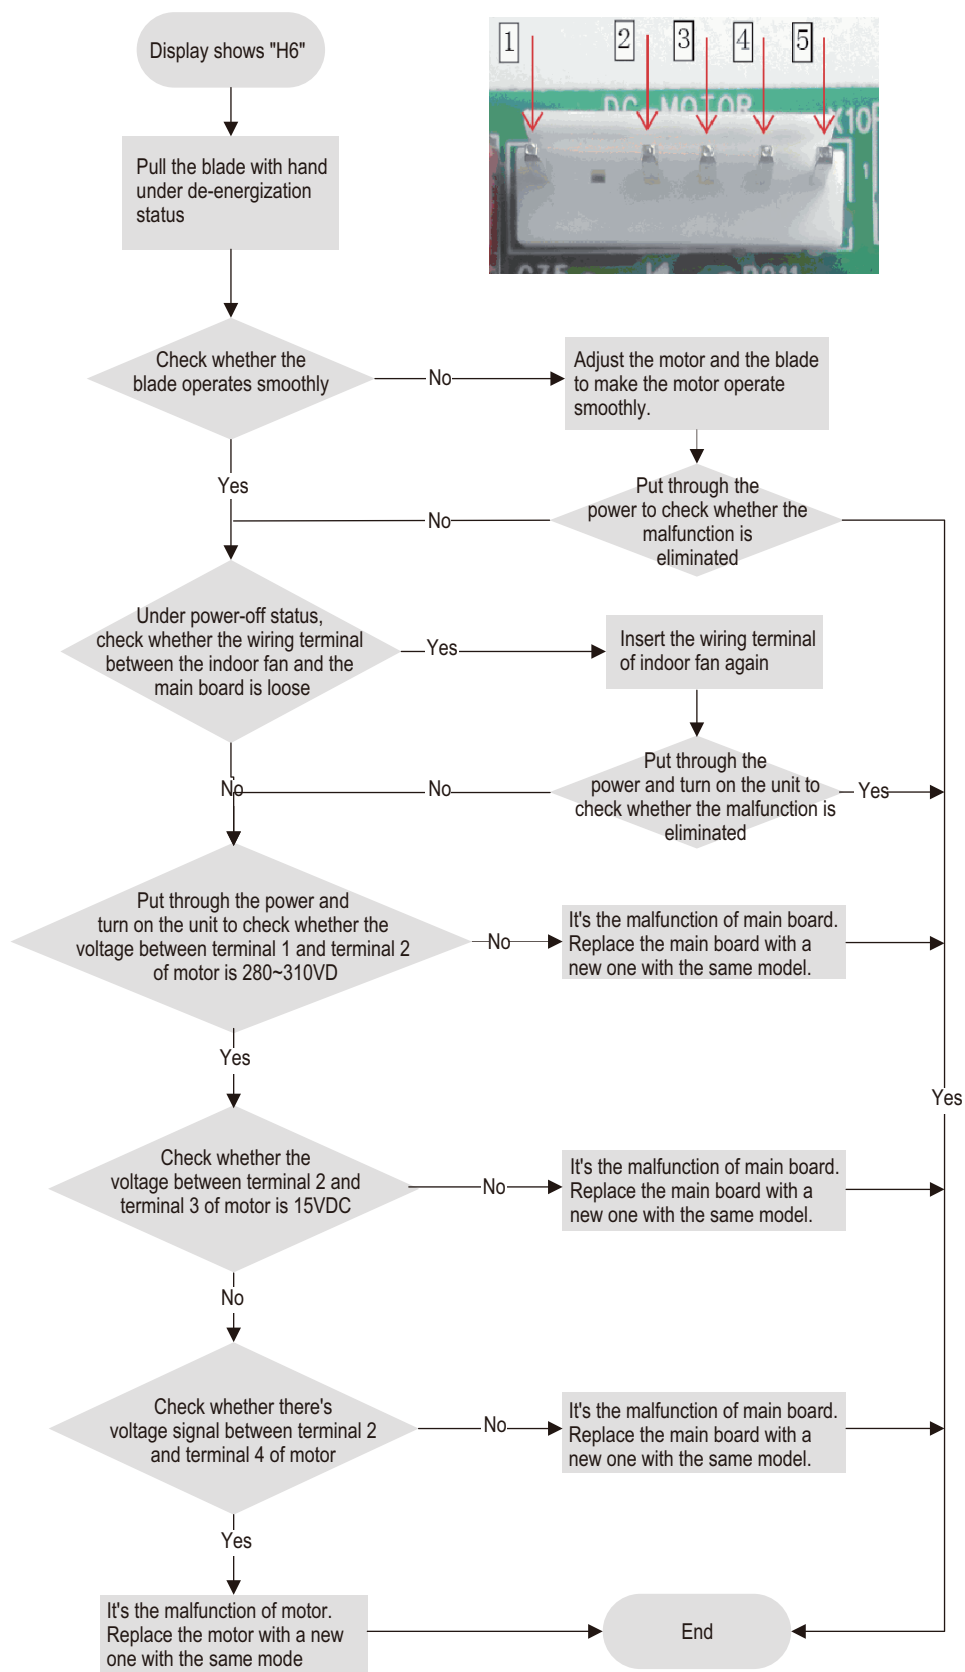 Display shows "H6"
1
2
3
4
5
DC MOTOR
Pull the blade with hand
under de-energization
status
1
Check whether the
blade operates smoothly
No
Adjust the motor and the blade
to make the motor operate
smoothly.
Yes
Put through the
power to check whether the
malfunction is
eliminated
No
Under power-off status,
check whether the wiring terminal
between the indoor fan and the
main board is loose
Yes
Insert the wiring terminal
of indoor fan again
No
Put through the
power and turn on the unit to
check whether the malfunction is
eliminated
No
Yes
Put through the power and
turn on the unit to check whether the
voltage between terminal 1 and terminal 2
of motor is 280~310VD
No
It's the malfunction of main board.
Replace the main board with a
new one with the same model.
Yes
Yes
Check whether the
voltage between terminal 2 and
terminal 3 of motor is 15VDC
No
It's the malfunction of main board.
Replace the main board with a
new one with the same model.
No
Check whether there's
voltage signal between terminal 2
and terminal 4 of motor
No
It's the malfunction of main board.
Replace the main board with a
new one with the same model.
Yes
It's the malfunction of motor.
Replace the motor with a new
one with the same mode
End